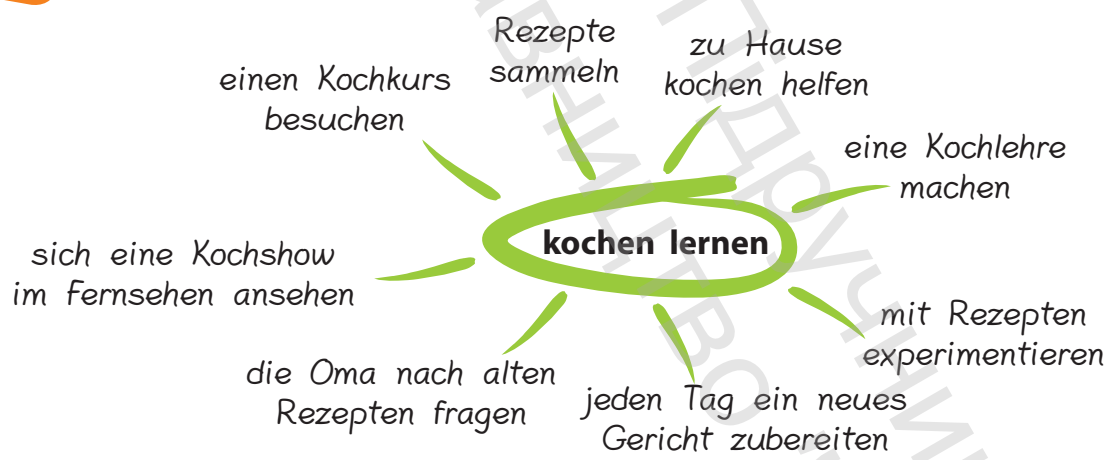 Rezepte
sammeln
zu Hause
kochen helfen
einen Kochkurs
besuchen
eine Kochlehre
machen
kochen lernen
sich eine Kochshow
im Fernsehen ansehen
mit Rezepten
experimentieren
die Oma nach alten
Rezepten fragen
jeden Tag ein neues
Gericht zubereiten